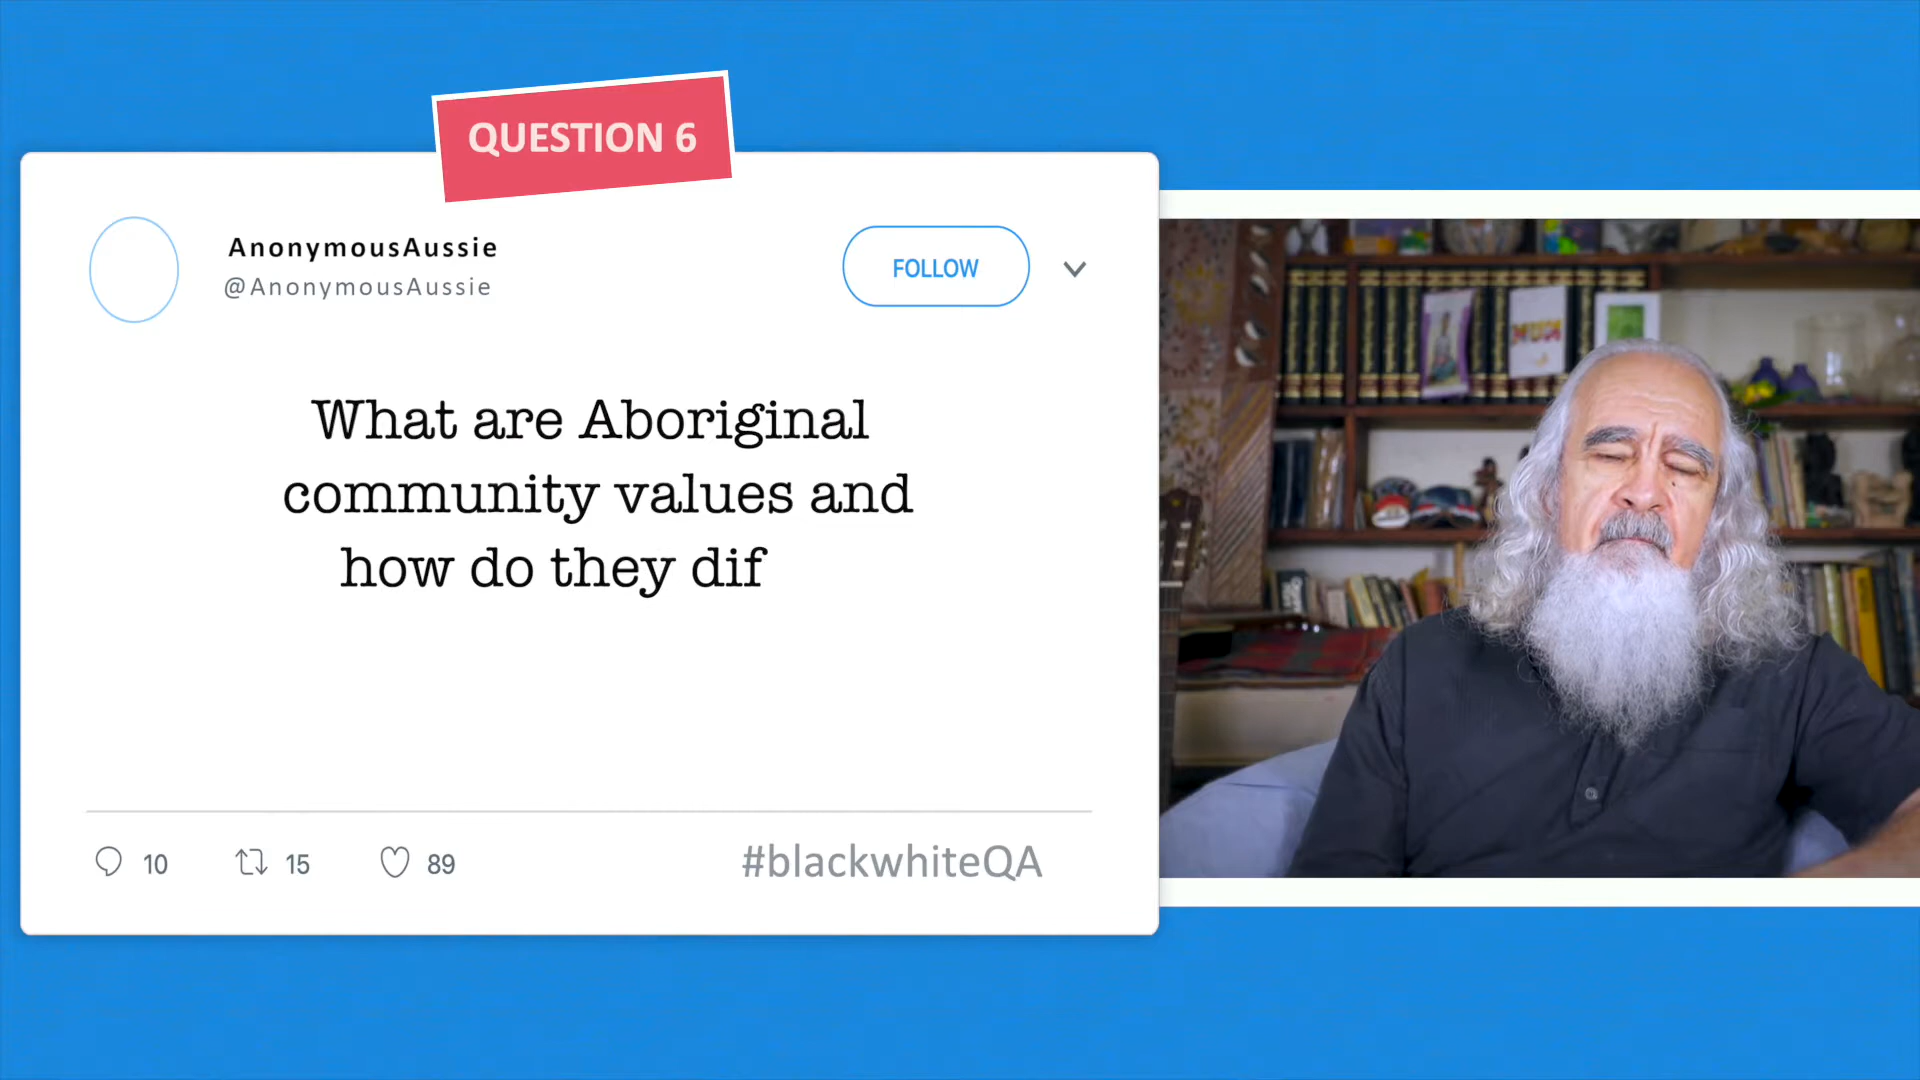 QUESTION 6
AnonymousAussie
@AnonymousAussie
FOLLOW
What are Aboriginal
community values and
how do they dif
10
15
89
#blackwhiteQA
MUM